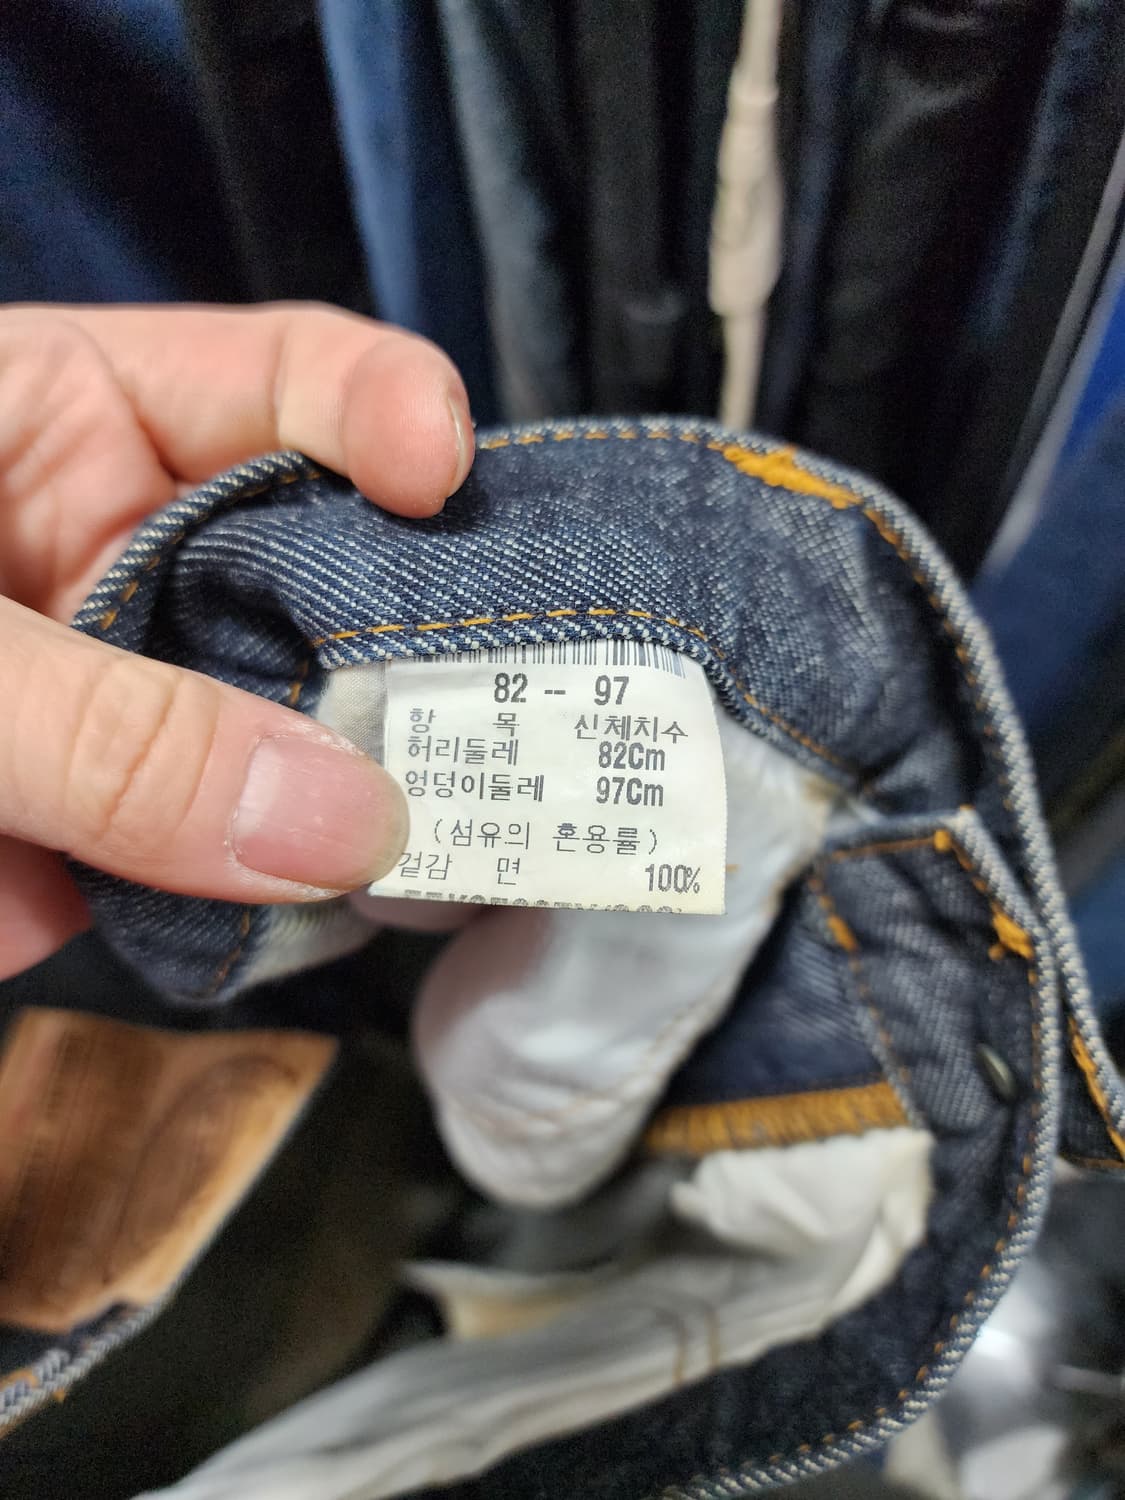 82 -- 97
항 목 신체치수
허리둘레 82Cm
엉덩이둘레 97Cm
(섬유의 혼용률)
겉감 면 100%